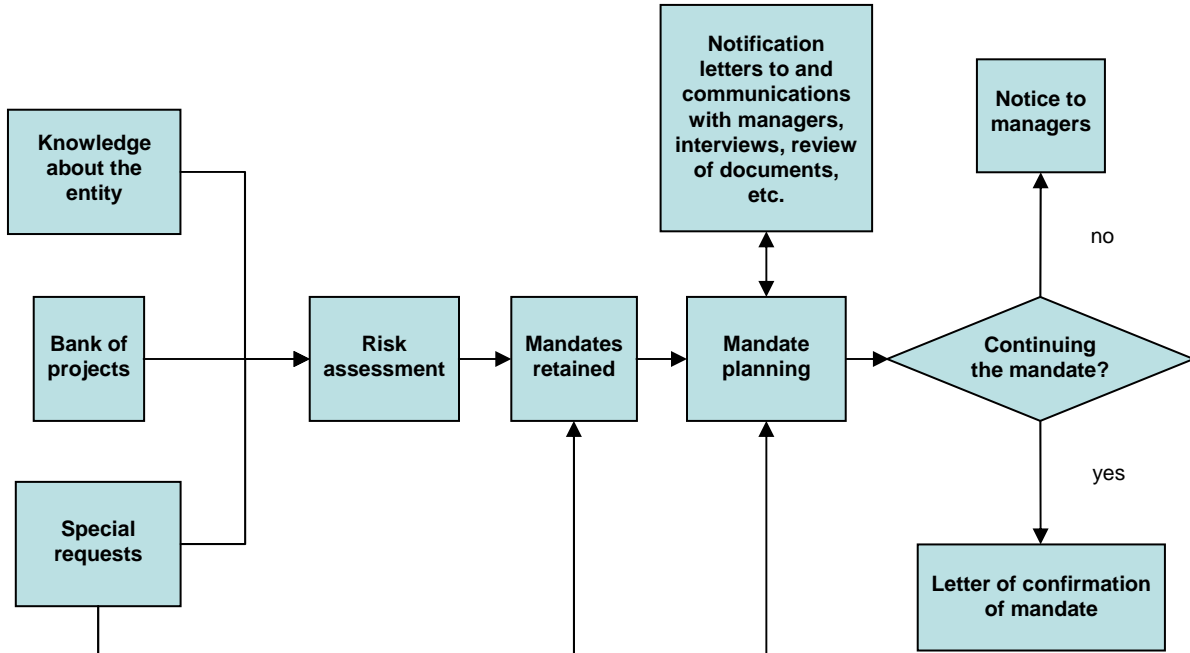 Knowledge
about the
entity
Bank of
projects
Special
requests
Risk
assessment
Mandates
retained
Notification
letters to and
communications
with managers,
interviews, review
of documents,
etc.
Mandate
planning
Notice to
managers
no
Continuing
the mandate?
yes
Letter of confirmation
of mandate